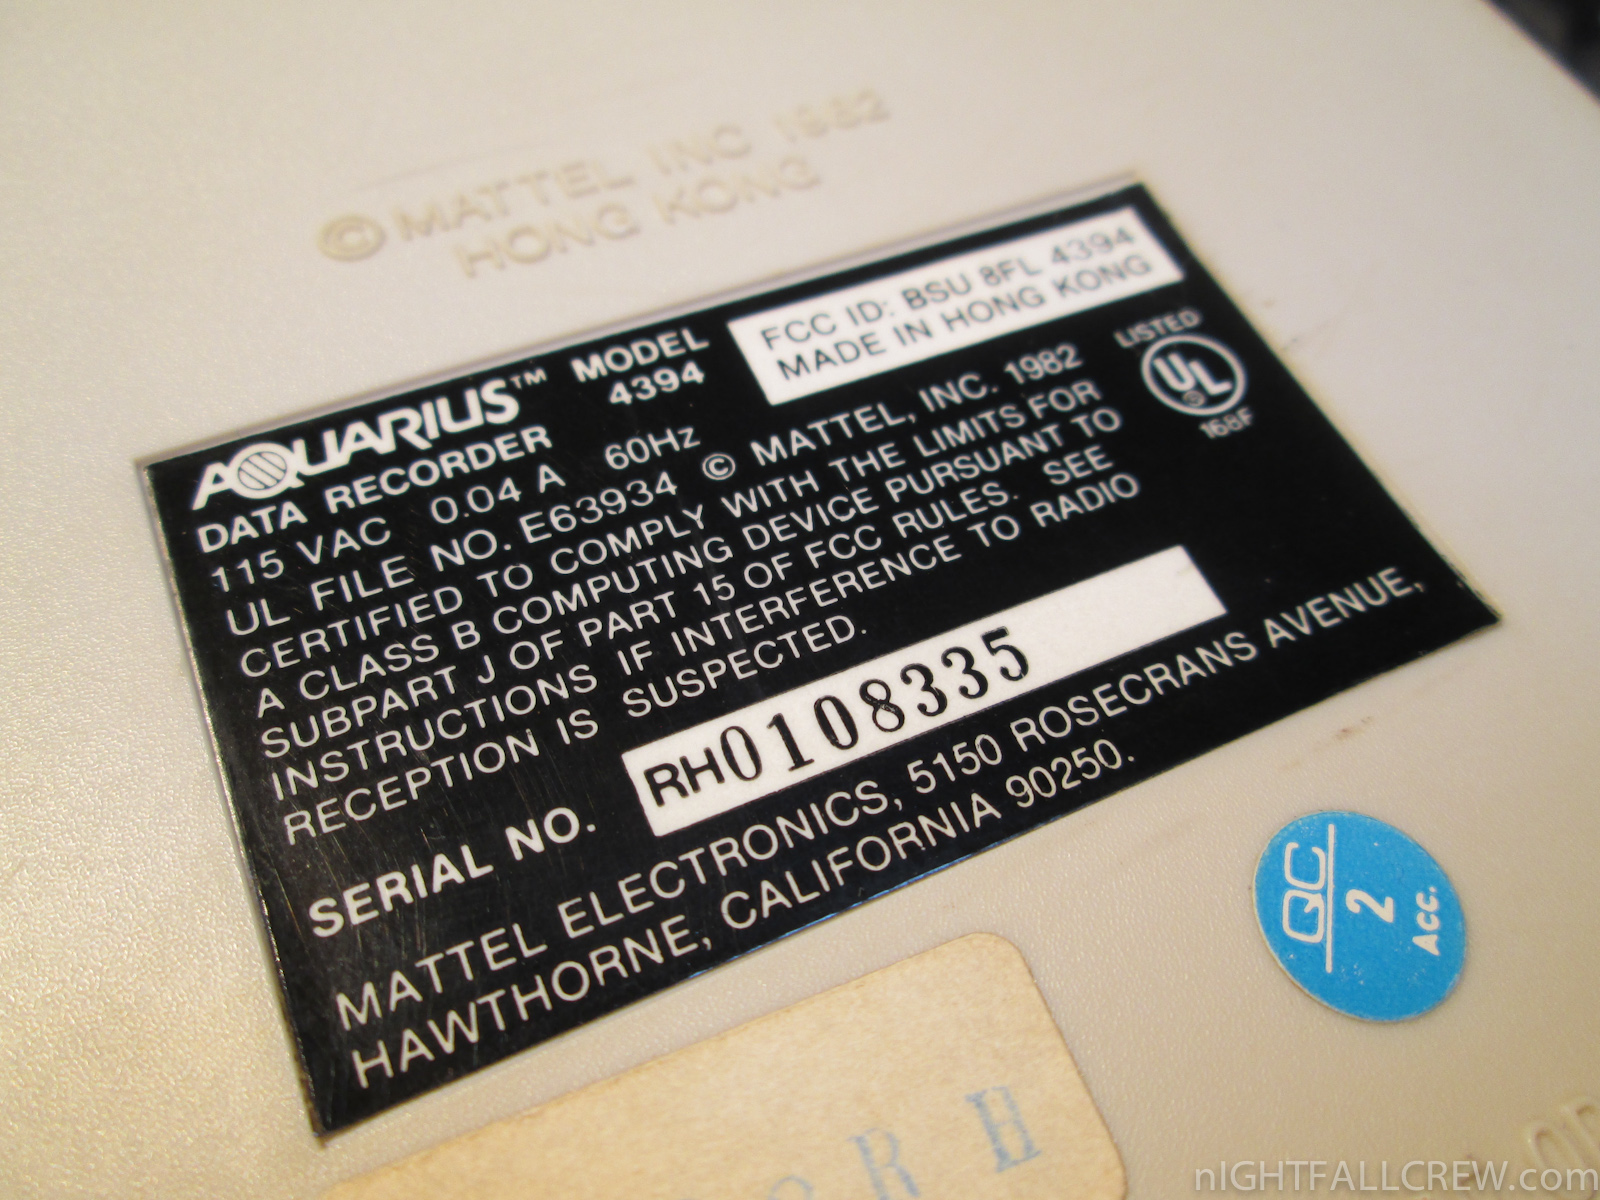 © MATTEL INC 1982
HONG KONG
AQUARIUS™ MODEL
4394
DATA RECORDER
FCC ID: BSU 8FL 4394
MADE IN HONG KONG
115 VAC 0.04 A 60Hz
UL FILE NO. E63934 © MATTEL, INC. 1982
LISTED
UL
®
168F
CERTIFIED TO COMPLY WITH THE LIMITS FOR
A CLASS B COMPUTING DEVICE PURSUANT TO
SUBPART J OF PART 15 OF FCC RULES. SEE
INSTRUCTIONS IF INTERFERENCE TO RADIO
RECEPTION IS SUSPECTED.
SERIAL NO. RH0108335
MATTEL ELECTRONICS, 5150 ROSECRANS AVENUE,
HAWTHORNE, CALIFORNIA 90250.
QC
2
ACC.
R H
nIGHTFALLCREW.com